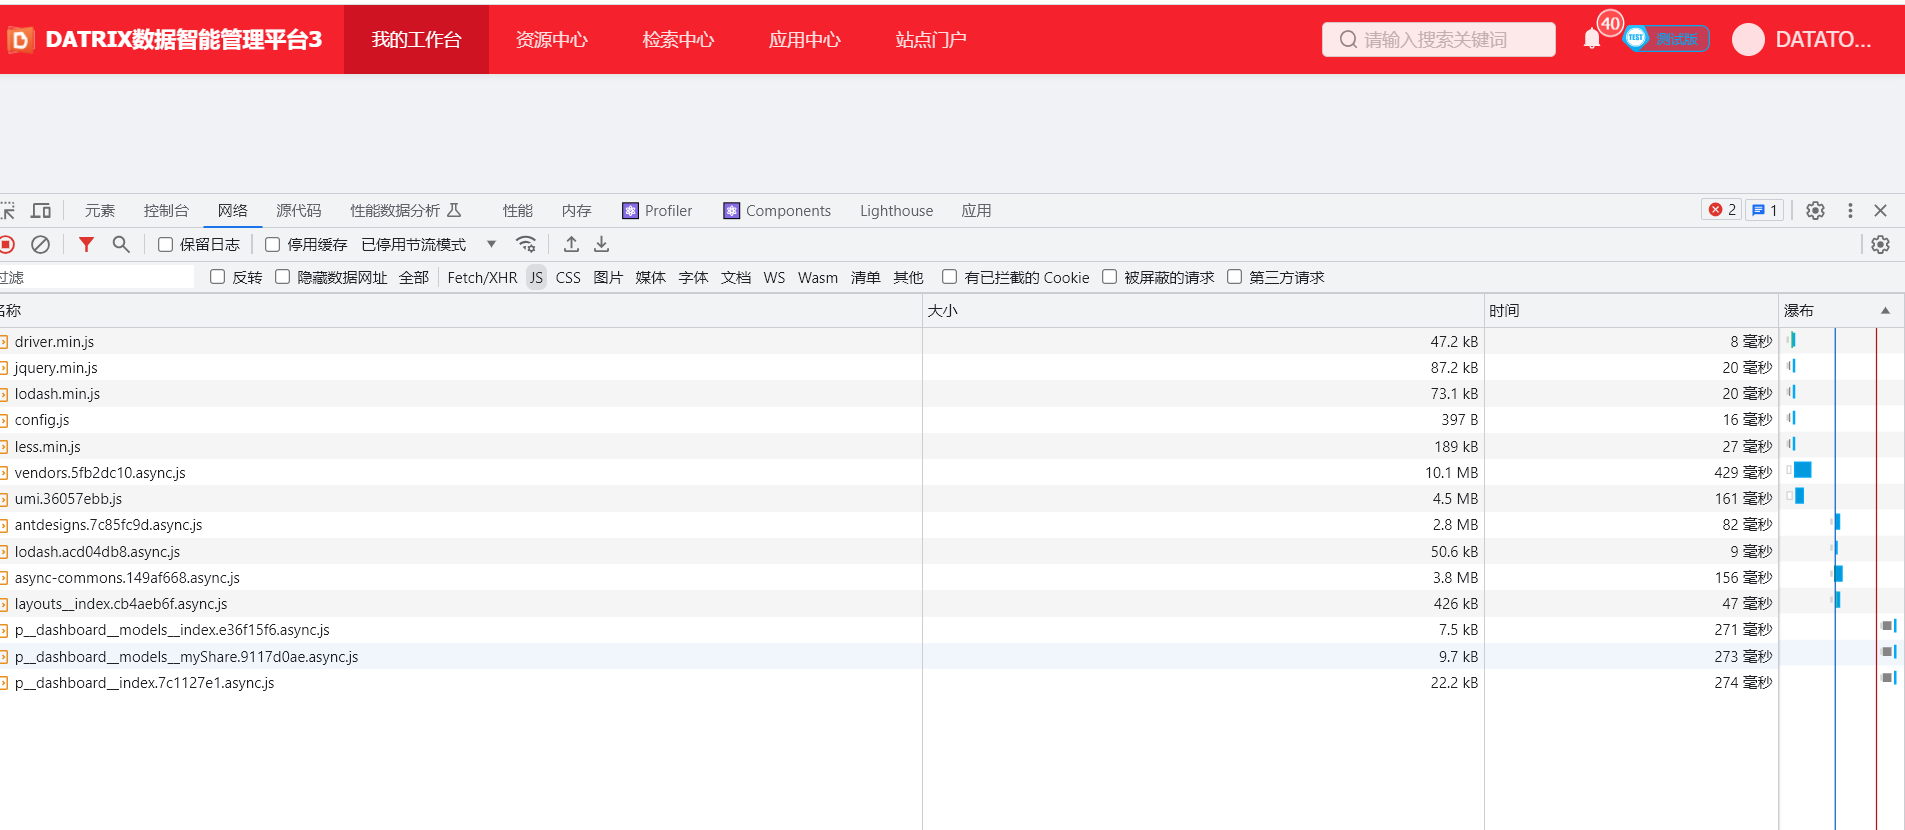 DATRIX数据智能管理平台3 我的工作台 资源中心 检索中心 应用中心 站点门户 请输入搜索关键词 40 TEST 测试版 DATATO...
元素 控制台 网络 源代码 性能数据分析 性能 内存 Profiler Components Lighthouse 应用 2 1
保留日志 停用缓存 已停用节流模式
过滤 反转 隐藏数据网址 全部 Fetch/XHR JS CSS 图片 媒体 字体 文档 WS Wasm 清单 其他 有已拦截的 Cookie 被屏蔽的请求 第三方请求
名称 大小 时间 瀑布
driver.min.js 47.2 kB 8 毫秒
jquery.min.js 87.2 kB 20 毫秒
lodash.min.js 73.1 kB 20 毫秒
config.js 397 B 16 毫秒
less.min.js 189 kB 27 毫秒
vendors.5fb2dc10.async.js 10.1 MB 429 毫秒
umi.36057ebb.js 4.5 MB 161 毫秒
antdesigns.7c85fc9d.async.js 2.8 MB 82 毫秒
lodash.acd04db8.async.js 50.6 kB 9 毫秒
async-commons.149af668.async.js 3.8 MB 156 毫秒
layouts__index.cb4aeb6f.async.js 426 kB 47 毫秒
p__dashboard__models__index.e36f15f6.async.js 7.5 kB 271 毫秒
p__dashboard__models__myShare.9117d0ae.async.js 9.7 kB 273 毫秒
p__dashboard__index.7c1127e1.async.js 22.2 kB 274 毫秒